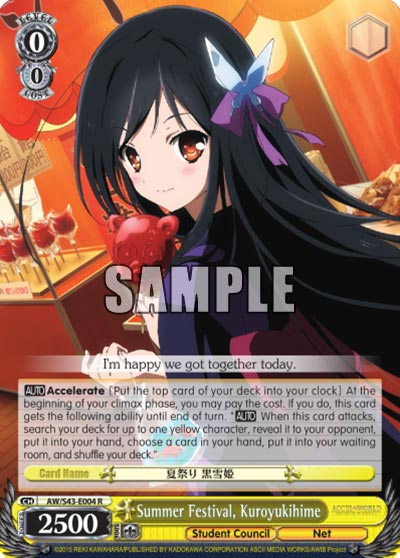 LEVEL
0
0
COST
SAMPLE
I'm happy we got together today.
AUTO Accelerate [Put the top card of your deck into your clock] At the
beginning of your climax phase, you may pay the cost. If you do, this card
gets the following ability until end of turn. "AUTO When this card attacks,
search your deck for up to one yellow character, reveal it to your opponent,
put it into your hand, choose a card in your hand, put it into your waiting
room, and shuffle your deck."
Card Name 夏祭り 黒雪姫
CH AW/S43-E004 R
Summer Festival, Kuroyukihime
ACCEL WORLD
POWER 2500
Student Council Net
©2015 REKI KAWAHARA/PUBLISHED BY KADOKAWA CORPORATION ASCII MEDIA WORKS/AWIB Project